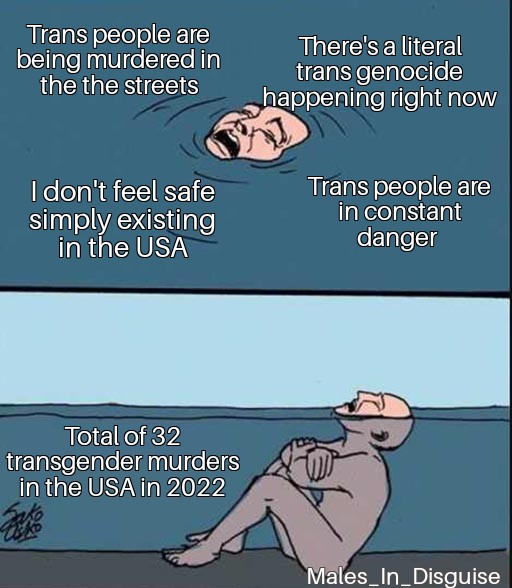 Trans people are
being murdered in
the the streets
There's a literal
trans genocide
happening right now
I don't feel safe
simply existing
in the USA
Trans people are
in constant
danger
Total of 32
transgender murders
in the USA in 2022
Males_In_Disguise